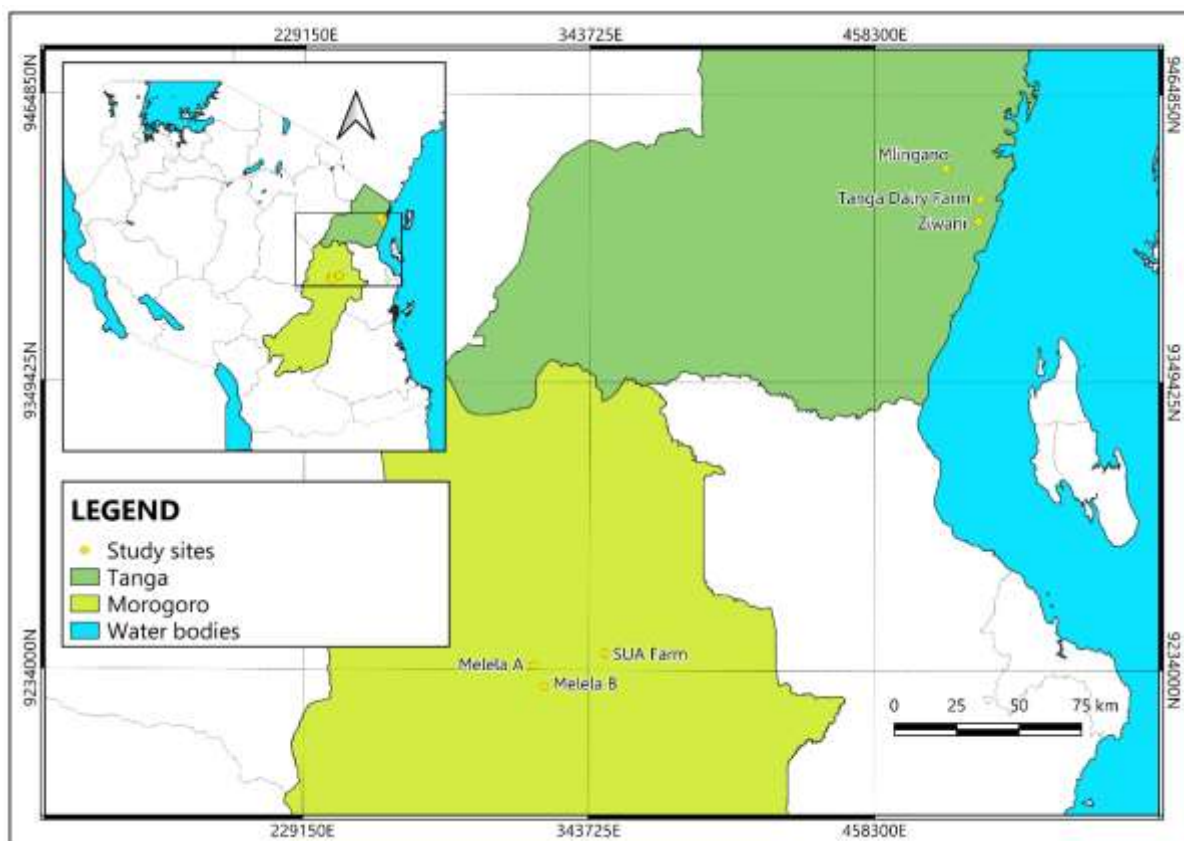 229150E 343725E 458300E
9464850N 9464850N
Mlingano
Tanga Dairy Farm
Ziwani
9349425N 9349425N
LEGEND
Study sites
Tanga
Morogoro
Water bodies
SUA Farm
Melela A
Melela B
9234000N 9234000N
0 25 50 75 km
229150E 343725E 458300E